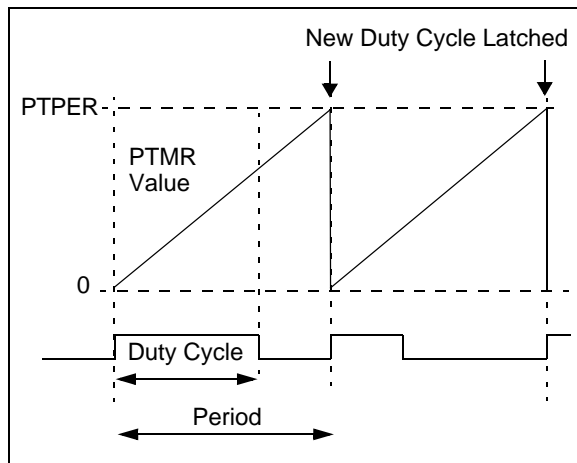 New Duty Cycle Latched
PTPER
PTMR
Value
0
Duty Cycle
Period